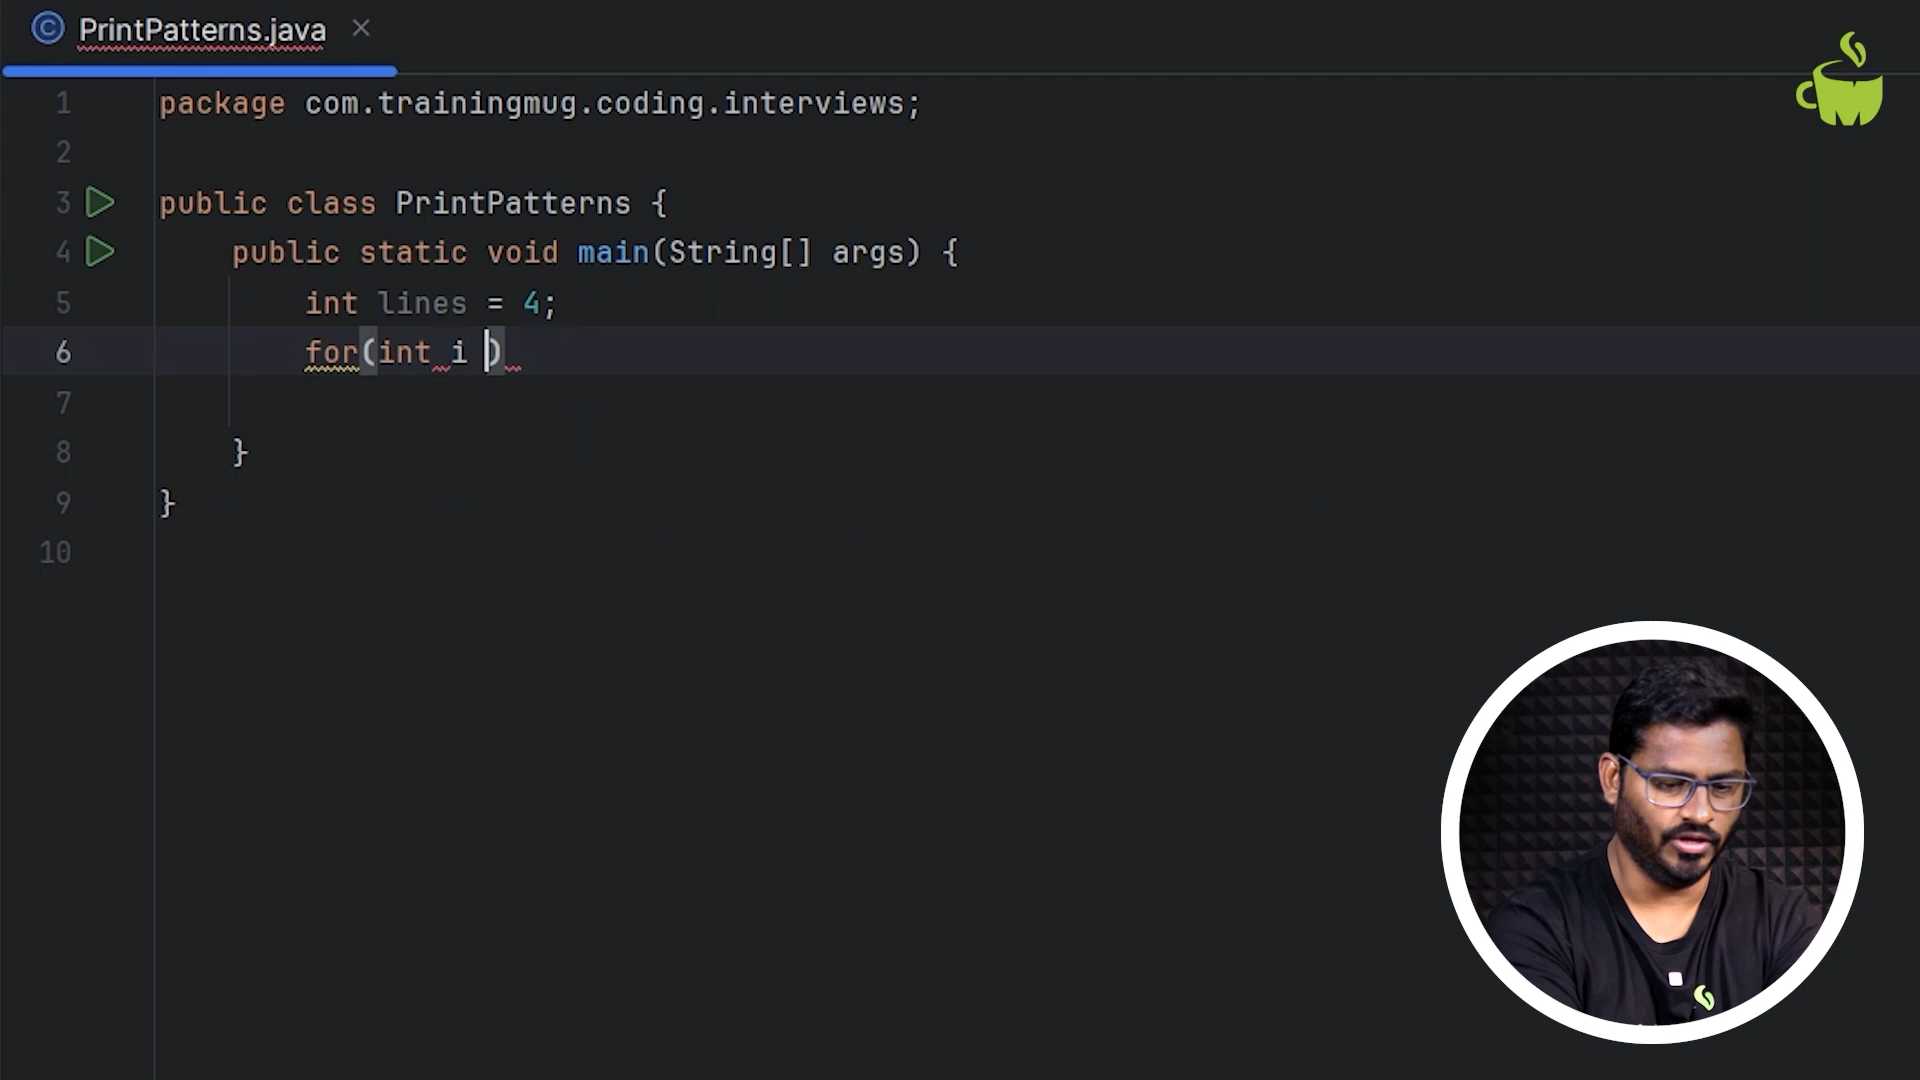 PrintPatterns.java
1 package com.trainingmug.coding.interviews;
2
3 public class PrintPatterns {
4 public static void main(String[] args) {
5 int lines = 4;
6 for(int i )
7
8 }
9 }
10